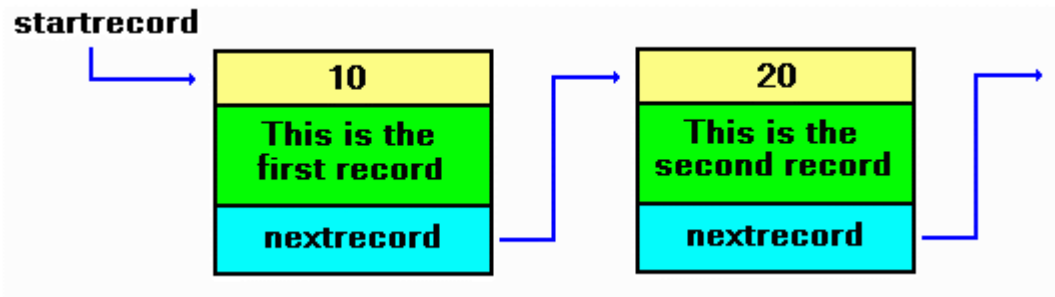 startrecord
10
This is the
first record
nextrecord
20
This is the
second record
nextrecord